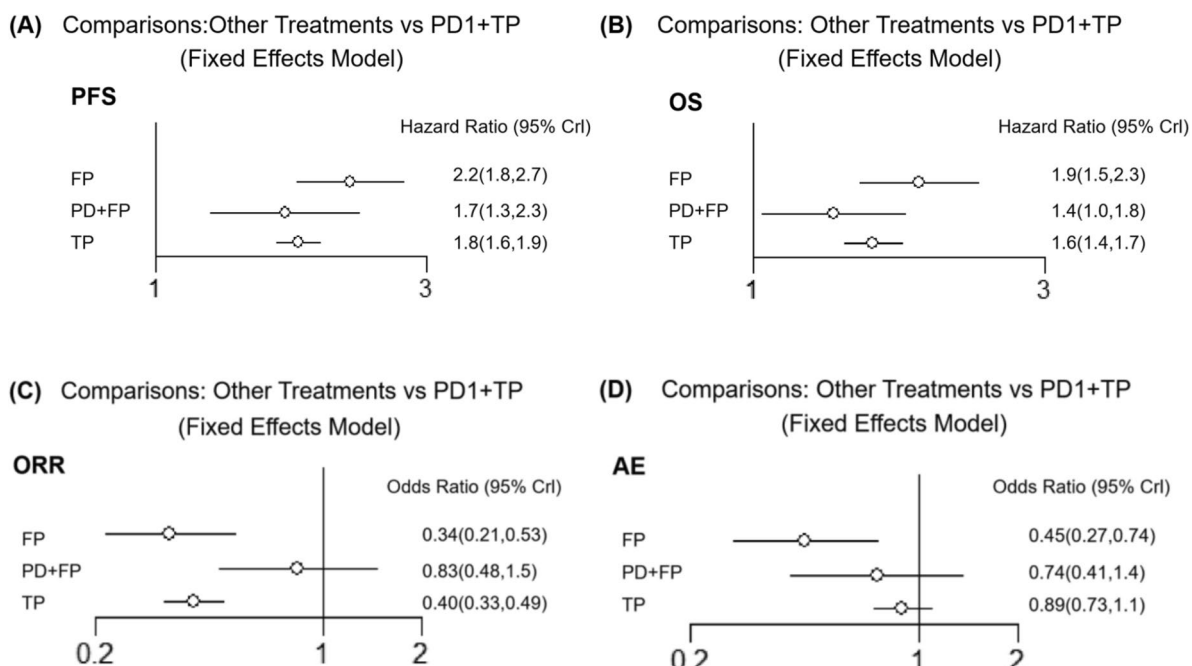 (A) Comparisons:Other Treatments vs PD1+TP
(Fixed Effects Model)
PFS
Hazard Ratio (95% Crl)
FP 2.2(1.8,2.7)
PD+FP 1.7(1.3,2.3)
TP 1.8(1.6,1.9)
1 3
(B) Comparisons: Other Treatments vs PD1+TP
(Fixed Effects Model)
OS
Hazard Ratio (95% Crl)
FP 1.9(1.5,2.3)
PD+FP 1.4(1.0,1.8)
TP 1.6(1.4,1.7)
1 3
(C) Comparisons: Other Treatments vs PD1+TP
(Fixed Effects Model)
ORR
Odds Ratio (95% Crl)
FP 0.34(0.21,0.53)
PD+FP 0.83(0.48,1.5)
TP 0.40(0.33,0.49)
0.2 1 2
(D) Comparisons: Other Treatments vs PD1+TP
(Fixed Effects Model)
AE
Odds Ratio (95% Crl)
FP 0.45(0.27,0.74)
PD+FP 0.74(0.41,1.4)
TP 0.89(0.73,1.1)
0.2 1 2